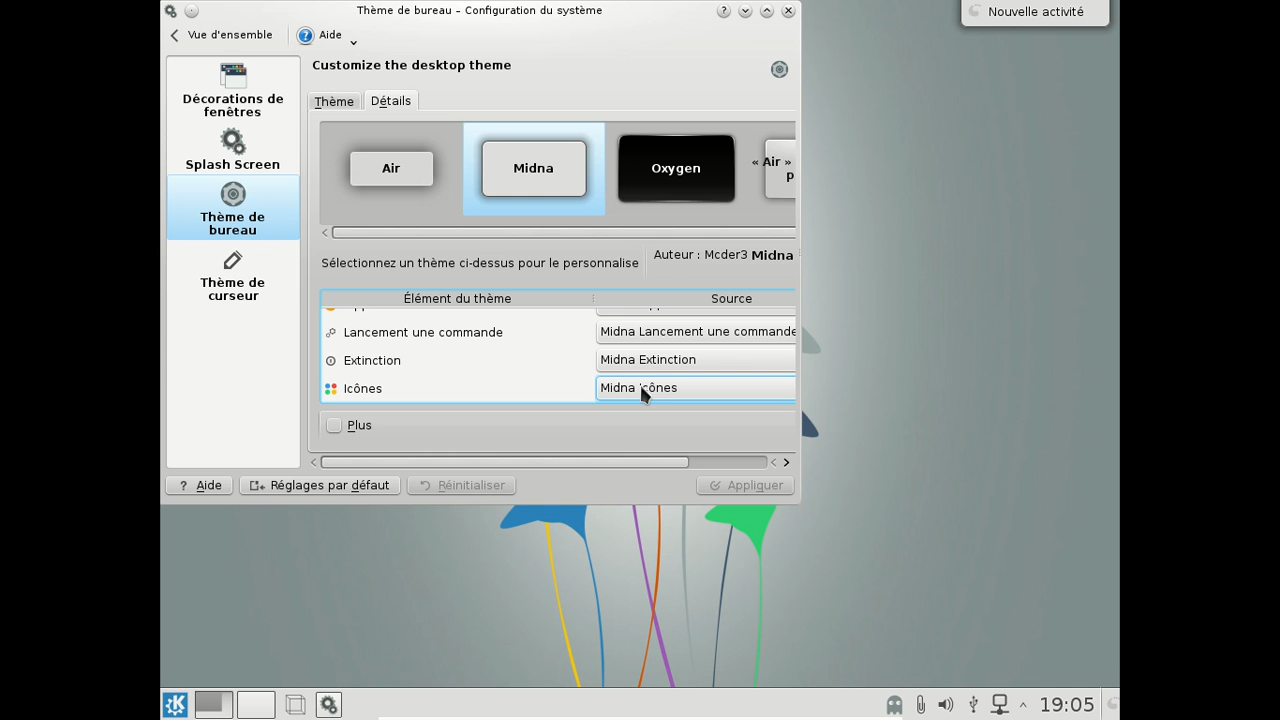 Thème de bureau – Configuration du système
Nouvelle activité
Vue d'ensemble
Aide
Décorations de
fenêtres
Splash Screen
Thème de
bureau
Thème de
curseur
Customize the desktop theme
Thème
Détails
Air
Midna
Oxygen
« Air »
p
Sélectionnez un thème ci-dessus pour le personnalise
Auteur : Mcder3 Midna
Élément du thème
Source
Lancement une commande
Midna Lancement une commande
Extinction
Midna Extinction
Icônes
Midna Icônes
Plus
? Aide
Réglages par défaut
Réinitialiser
Appliquer
19:05